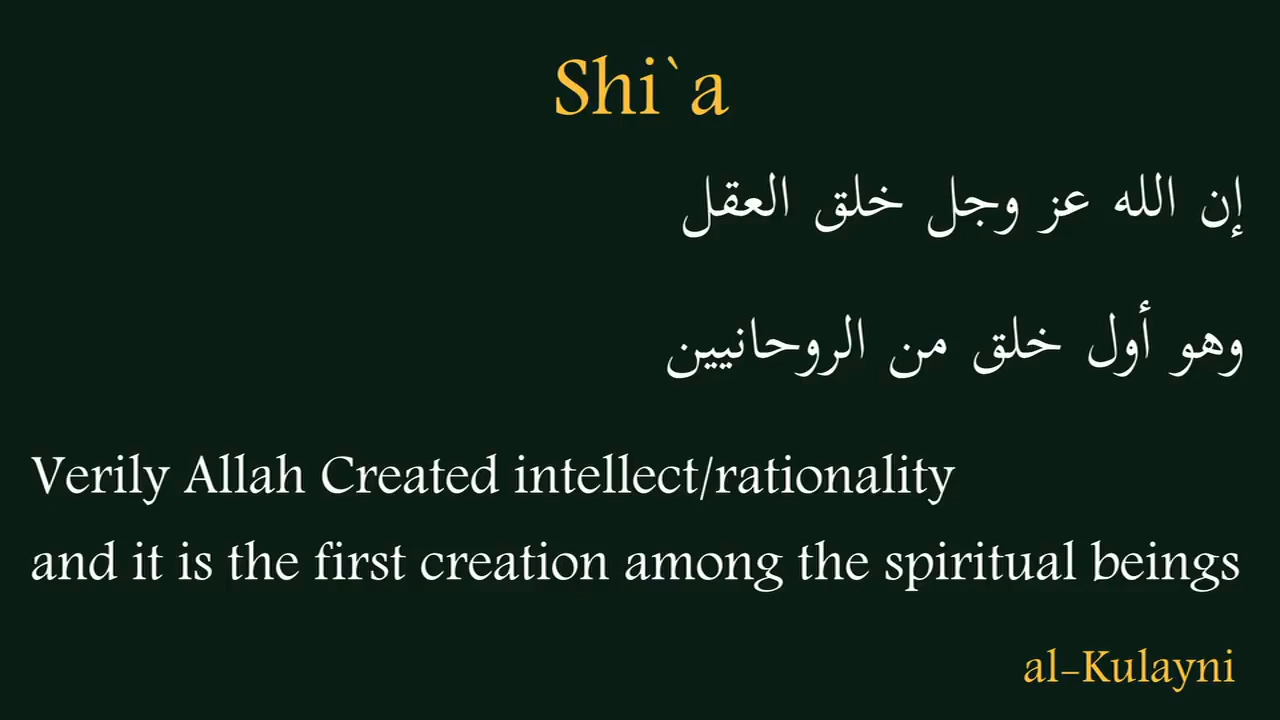 Shi`a
إن الله عز وجل خلق العقل
وهو أول خلق من الروحانيين
Verily Allah Created intellect/rationality
and it is the first creation among the spiritual beings
al-Kulayni